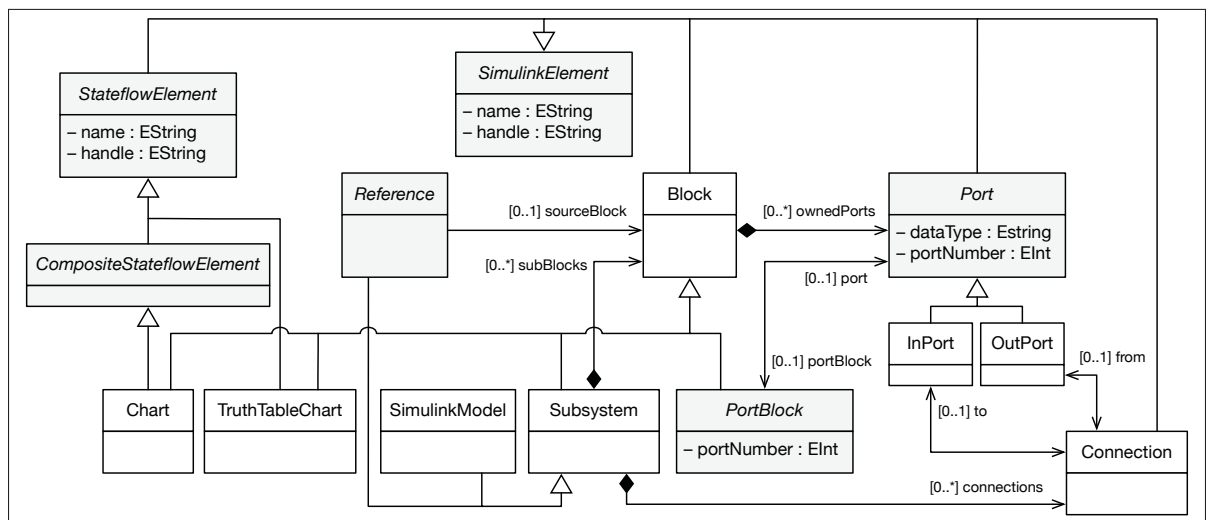 SimulinkElement
– name : EString
– handle : EString
StateflowElement
– name : EString
– handle : EString
Reference
[0..1] sourceBlock
Block
[0..*] ownedPorts
Port
– dataType : Estring
– portNumber : EInt
CompositeStateflowElement
[0..*] subBlocks
[0..1] port
InPort
OutPort
[0..1] from
[0..1] portBlock
Chart
TruthTableChart
SimulinkModel
Subsystem
PortBlock
– portNumber : EInt
[0..1] to
Connection
[0..*] connections